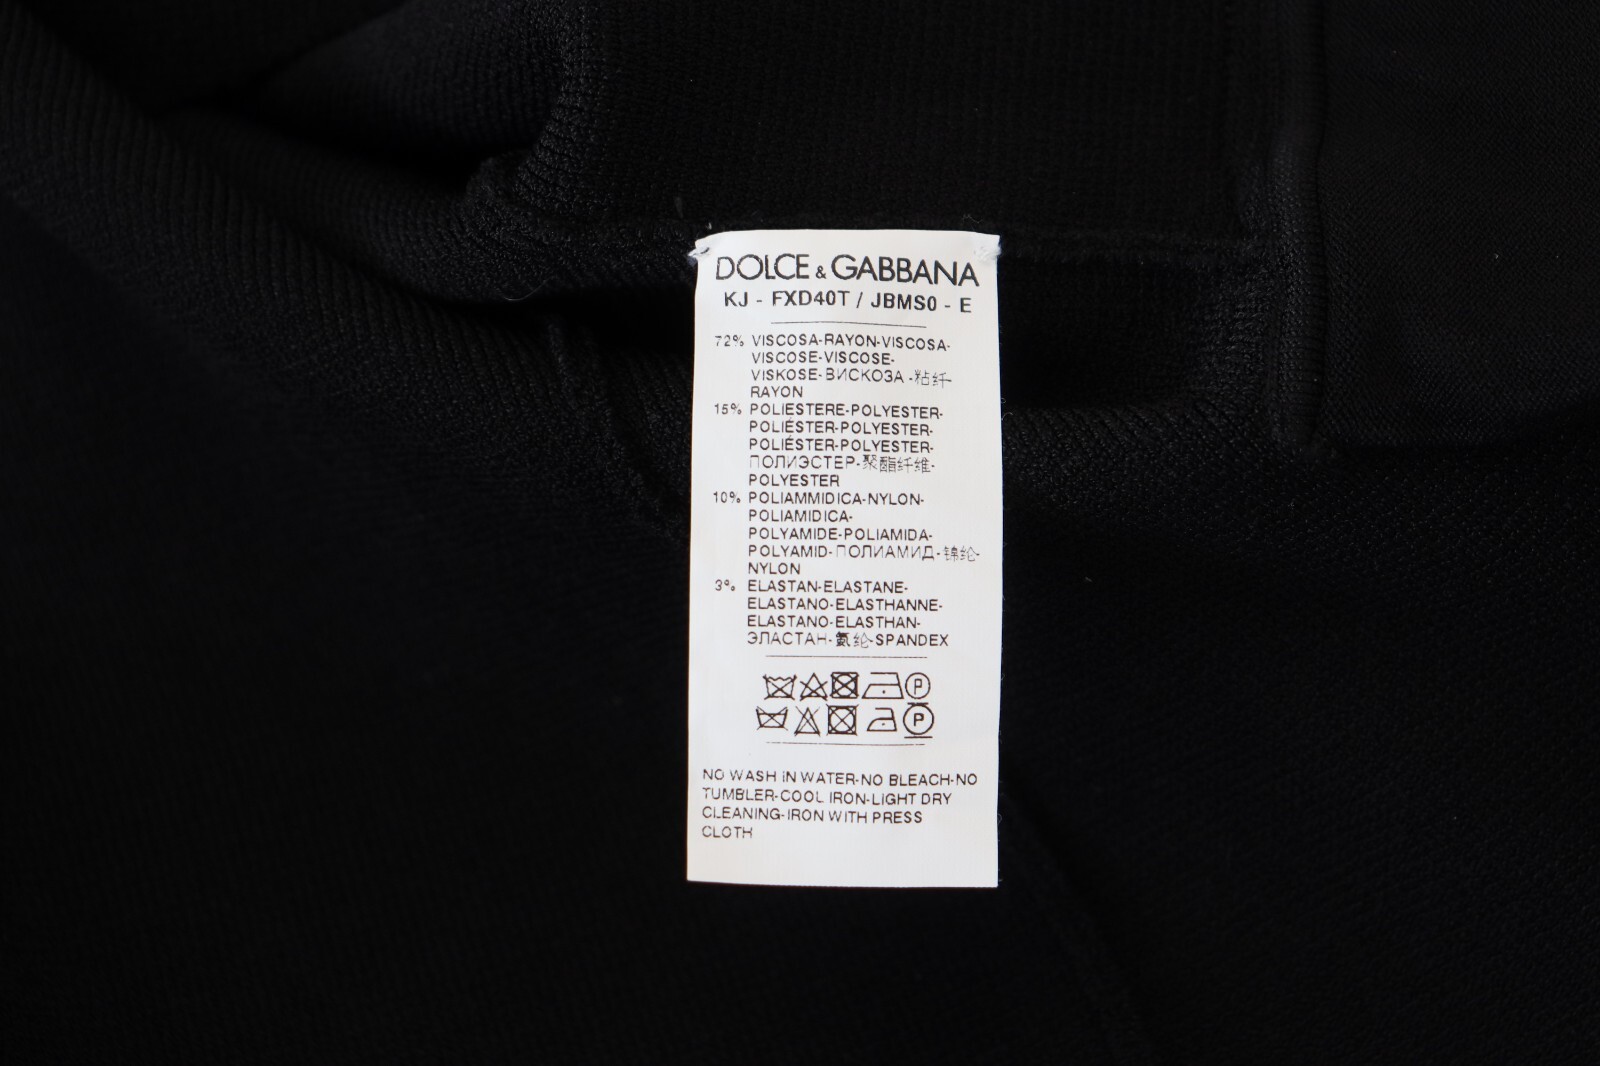 DOLCE & GABBANA
KJ - FXD40T / JBMS0 - E
72% VISCOSA-RAYON-VISCOSA-
VISCOSE-VISCOSE-
VISKOSE-ВИСКОЗА-粘纤-
RAYON
15% POLIESTERE-POLYESTER-
POLIÉSTER-POLYESTER-
POLIÉSTER-POLYESTER-
ПОЛИЭСТЕР-聚酯纤维-
POLYESTER
10% POLIAMMIDICA-NYLON-
POLIAMIDICA-
POLYAMIDE-POLIAMIDA-
POLYAMID-ПОЛИАМИД-锦纶-
NYLON
3% ELASTAN-ELASTANE-
ELASTANO-ELASTHANNE-
ELASTANO-ELASTHAN-
ЭЛАСТАН-氨纶-SPANDEX
P
P
NO WASH IN WATER-NO BLEACH-NO
TUMBLER-COOL IRON-LIGHT DRY
CLEANING-IRON WITH PRESS
CLOTH